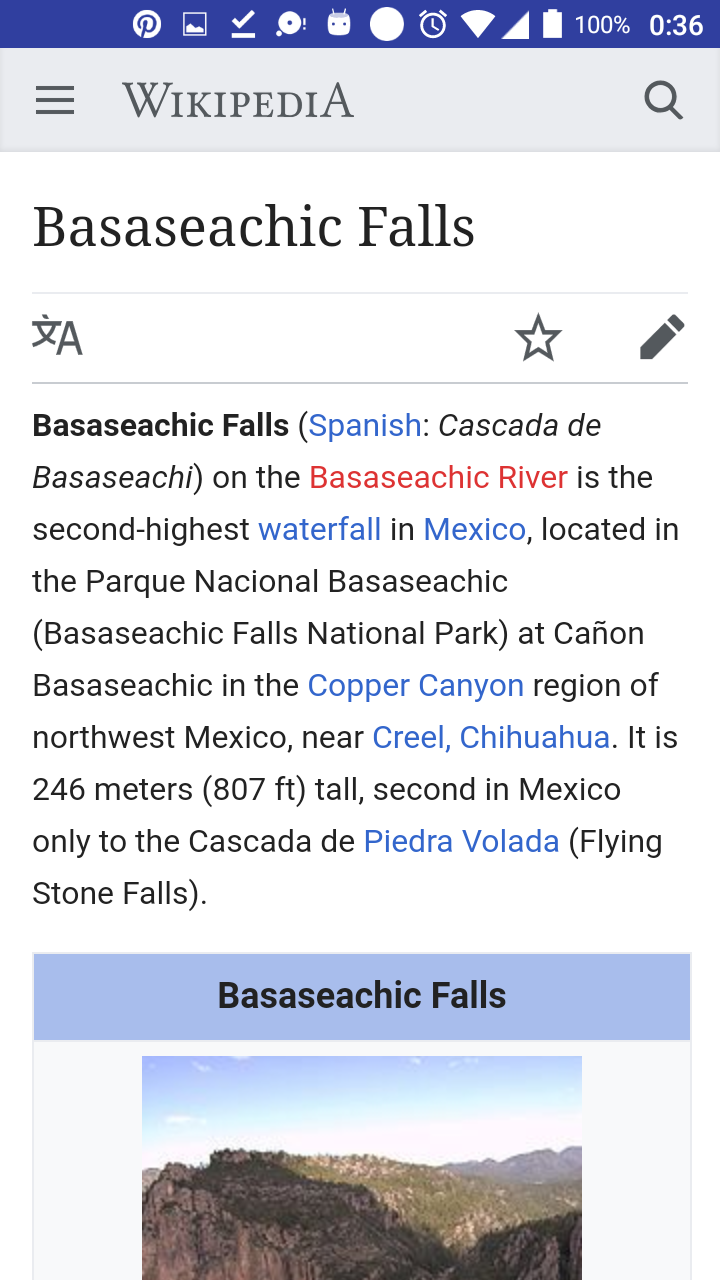 100% 0:36
WIKIPEDIA
Basaseachic Falls
Basaseachic Falls (Spanish: Cascada de
Basaseachi) on the Basaseachic River is the
second-highest waterfall in Mexico, located in
the Parque Nacional Basaseachic
(Basaseachic Falls National Park) at Cañon
Basaseachic in the Copper Canyon region of
northwest Mexico, near Creel, Chihuahua. It is
246 meters (807 ft) tall, second in Mexico
only to the Cascada de Piedra Volada (Flying
Stone Falls).
Basaseachic Falls